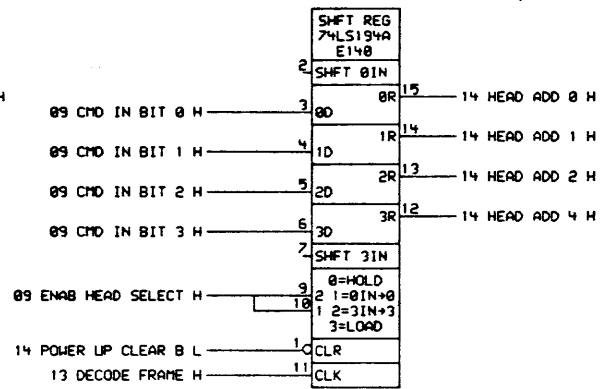 SHFT REG
74LS194A
E140
2 SHFT 0IN
H
09 CMD IN BIT 0 H 3 0D 0R 15 14 HEAD ADD 0 H
09 CMD IN BIT 1 H 4 1D 1R 14 14 HEAD ADD 1 H
09 CMD IN BIT 2 H 5 2D 2R 13 14 HEAD ADD 2 H
09 CMD IN BIT 3 H 6 3D 3R 12 14 HEAD ADD 4 H
7 SHFT 3IN
0=HOLD
09 ENAB HEAD SELECT H 9 2 1=0IN→0
10 1 2=3IN→3
3=LOAD
14 POWER UP CLEAR B L 1 CLR
13 DECODE FRAME H 11 CLK